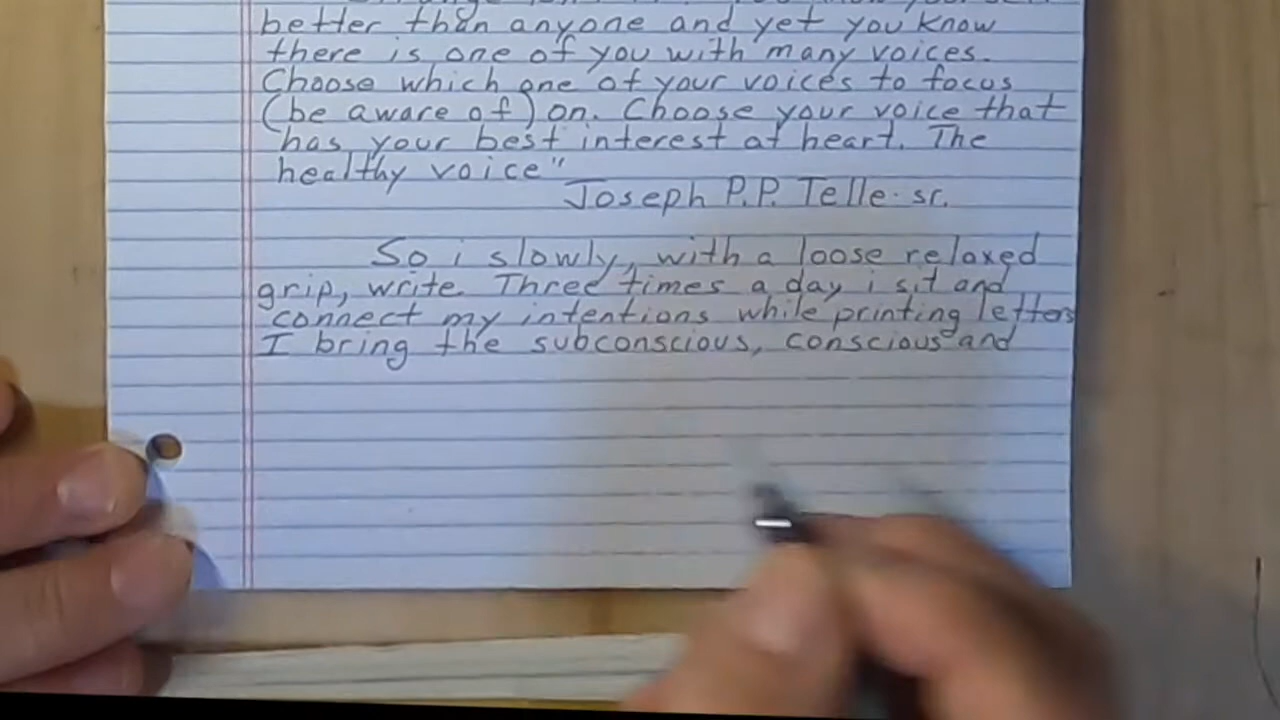 better than anyone and yet you know
there is one of you with many voices.
Choose which one of your voices to focus
(be aware of) on. Choose your voice that
has your best interest at heart. The
healthy voice"
Joseph P.P. Telle sr.
So i slowly, with a loose relaxed
grip, write. Three times a day i sit and
connect my intentions while printing letters
I bring the subconscious, conscious and